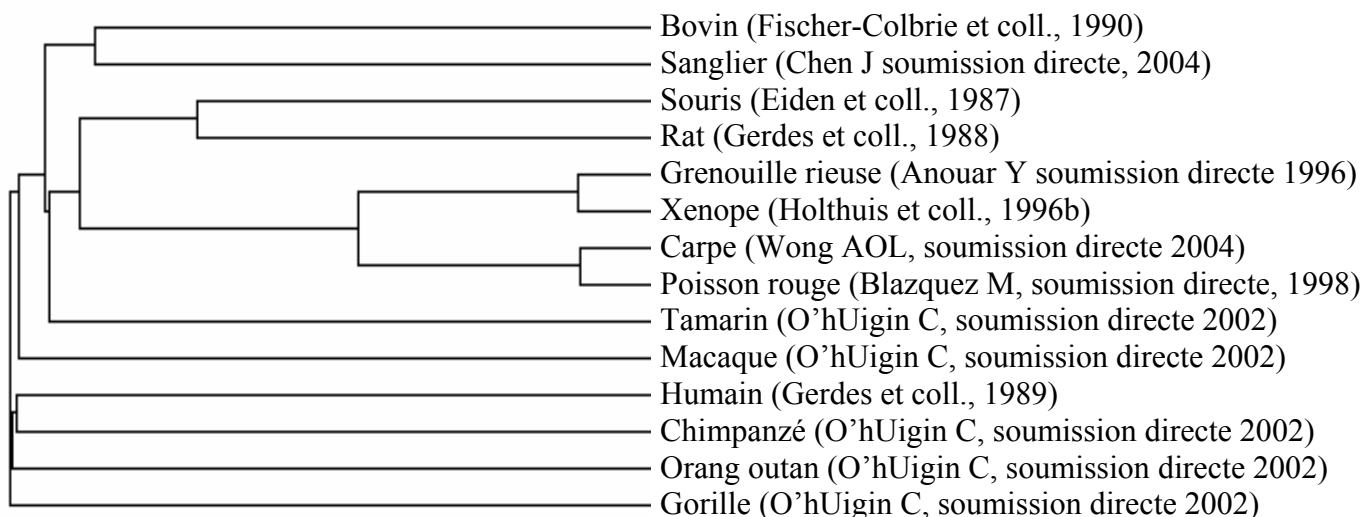 Bovin (Fischer-Colbrie et coll., 1990)
Sanglier (Chen J soumission directe, 2004)
Souris (Eiden et coll., 1987)
Rat (Gerdes et coll., 1988)
Grenouille rieuse (Anouar Y soumission directe 1996)
Xenope (Holthuis et coll., 1996b)
Carpe (Wong AOL, soumission directe 2004)
Poisson rouge (Blazquez M, soumission directe, 1998)
Tamarin (O’hUigin C, soumission directe 2002)
Macaque (O’hUigin C, soumission directe 2002)
Humain (Gerdes et coll., 1989)
Chimpanzé (O’hUigin C, soumission directe 2002)
Orang outan (O’hUigin C, soumission directe 2002)
Gorille (O’hUigin C, soumission directe 2002)